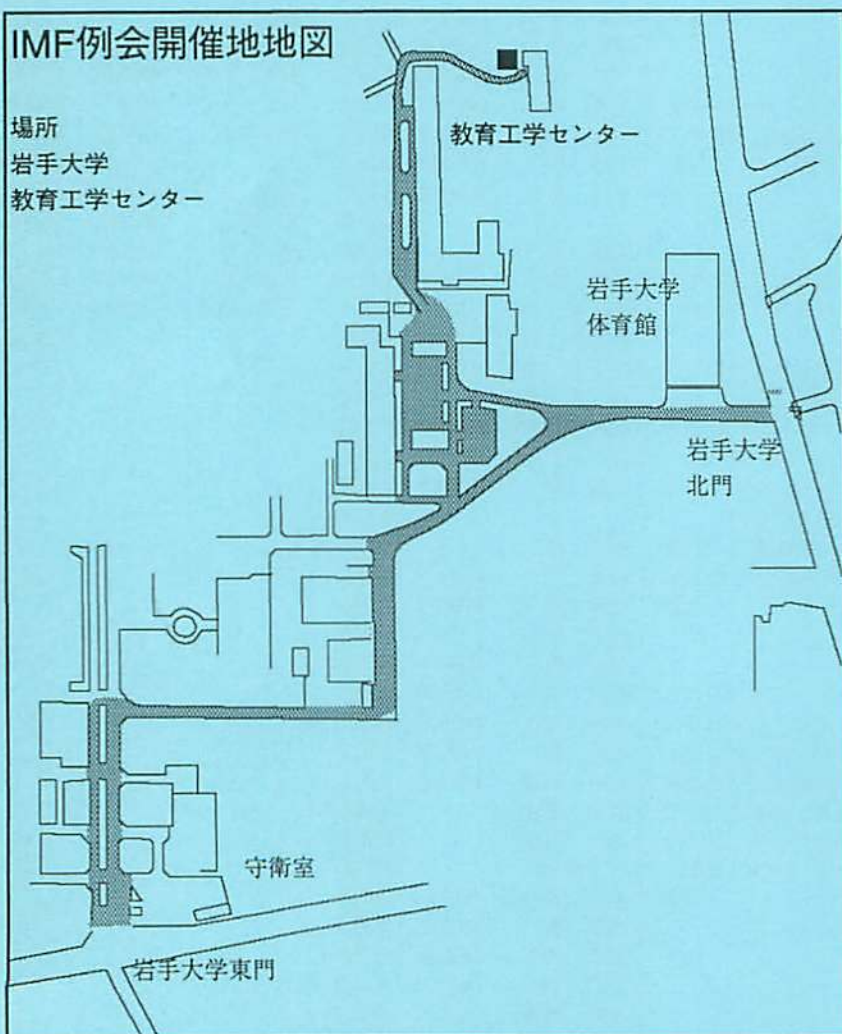 IMF例会開催地地図
場所
岩手大学
教育工学センター
教育工学センター
岩手大学
体育館
岩手大学
北門
守衛室
岩手大学東門